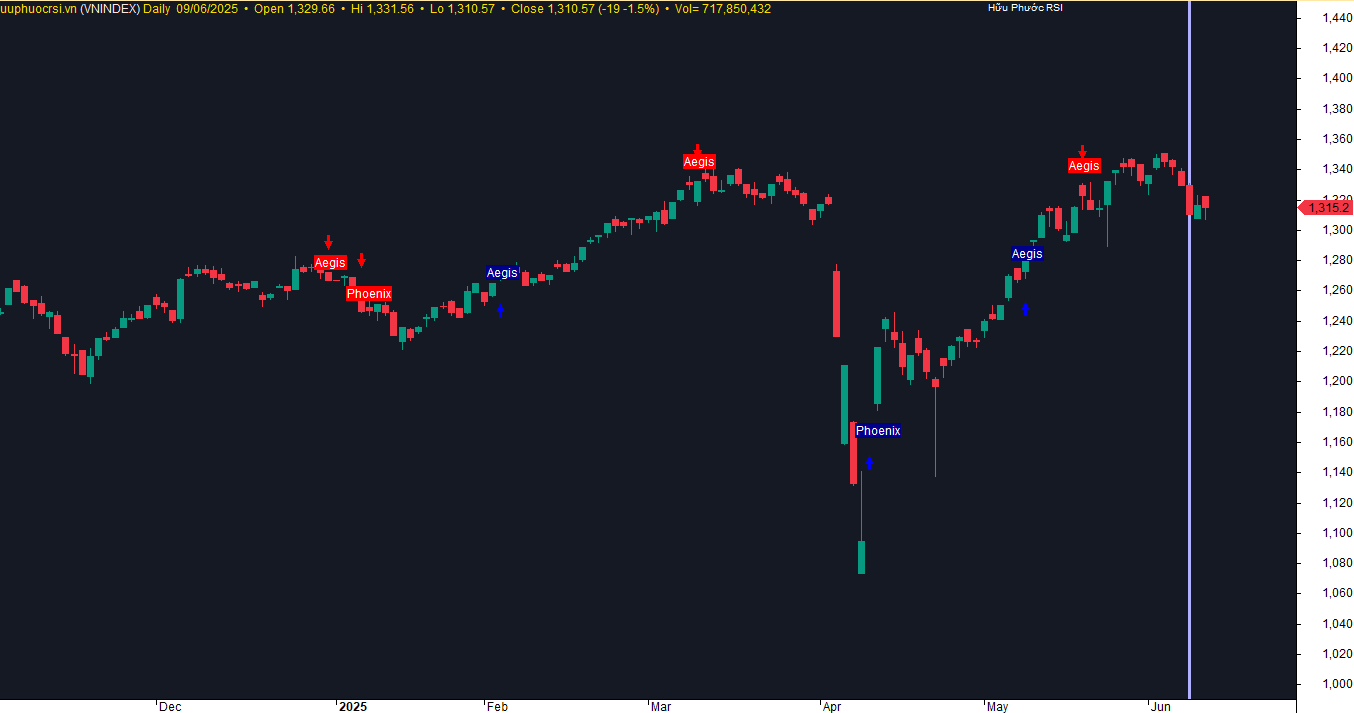 uuphuocrsi.vn (VNINDEX) Daily 09/06/2025 • Open 1,329.66 • Hi 1,331.56 • Lo 1,310.57 • Close 1,310.57 (-19 -1.5%) • Vol= 717,850,432
Hữu Phước RSI
1,440
1,420
1,400
1,380
1,360
Aegis
Aegis
1,340
1,315.2
1,300
Aegis
1,280
Aegis
Phoenix
Aegis
1,260
1,240
1,220
1,200
1,180
Phoenix
1,160
1,140
1,120
1,100
1,080
1,060
1,040
1,020
1,000
Dec 2025 Feb Mar Apr May Jun